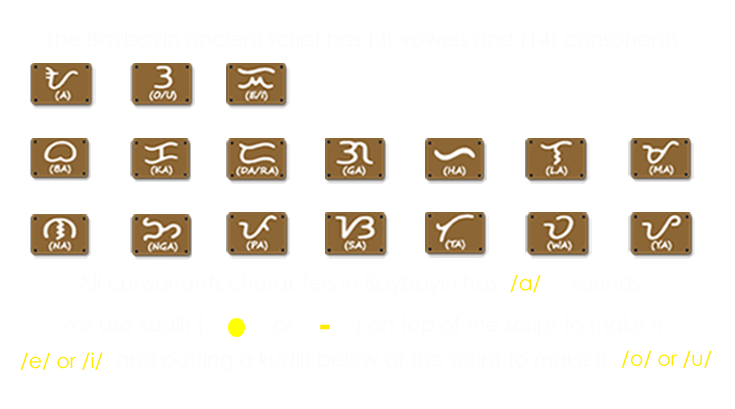 The Baybayin ancient script has (3) vowels and (14) consonants
ᜀ (A) ᜂ (O/U) ᜁ (E/I)
ᜊ (BA) ᜃ (KA) ᜇ (DA/RA) ᜄ (GA) ᜑ (HA) ᜎ (LA) ᜋ (MA)
ᜈ (NA) ᜅ (NGA) ᜉ (PA) ᜐ (SA) ᜆ (TA) ᜏ (WA) ᜌ (YA)
All consonants characters in Baybayin has /a/ sounds
We use kudlit ( ● or - ) on top of the script to make it
/e/ or /i/ and putting a kudlit below of the script to make it /o/ or /u/